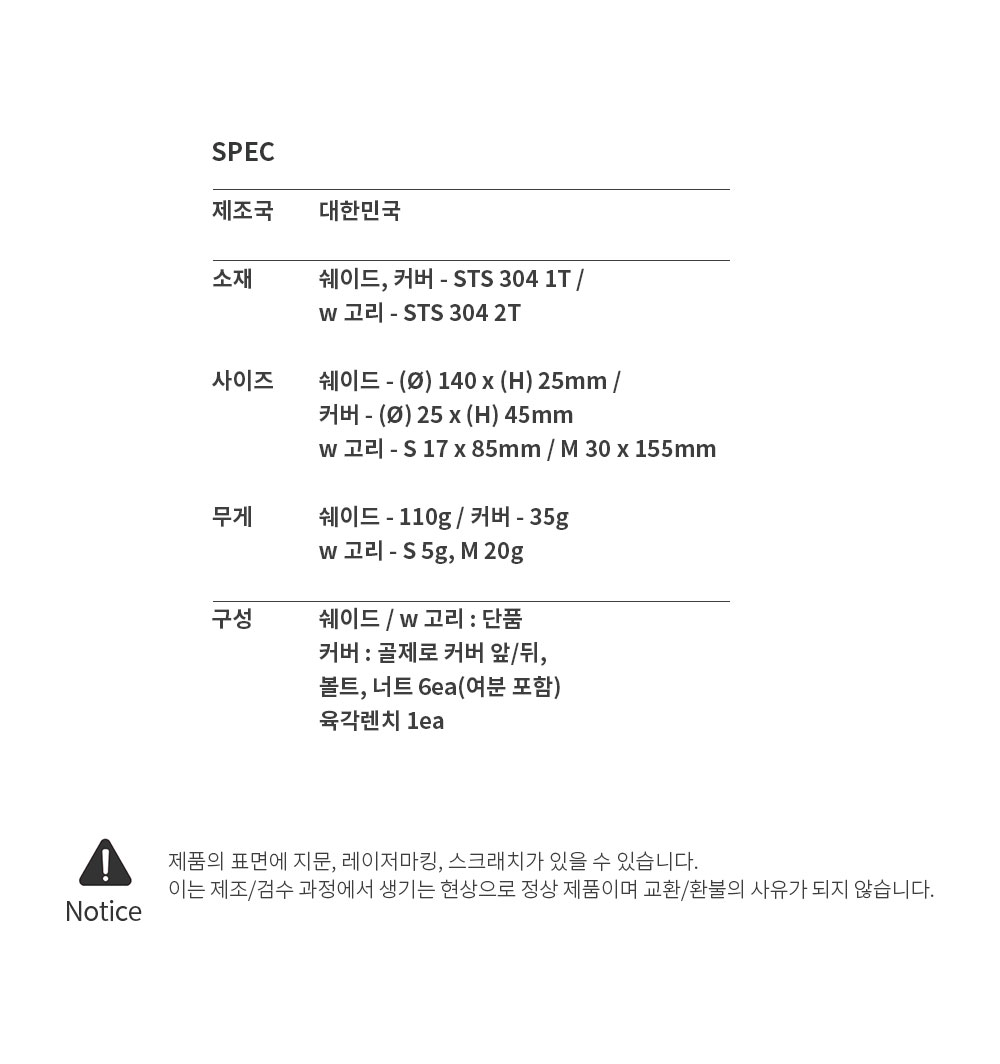 SPEC
제조국 대한민국
소재 쉐이드, 커버 - STS 304 1T /
w 고리 - STS 304 2T
사이즈 쉐이드 - (Ø) 140 x (H) 25mm /
커버 - (Ø) 25 x (H) 45mm
w 고리 - S 17 x 85mm / M 30 x 155mm
무게 쉐이드 - 110g / 커버 - 35g
w 고리 - S 5g, M 20g
구성 쉐이드 / w 고리 : 단품
커버 : 골제로 커버 앞/뒤,
볼트, 너트 6ea(여분 포함)
육각렌치 1ea
제품의 표면에 지문, 레이저마킹, 스크래치가 있을 수 있습니다.
이는 제조/검수 과정에서 생기는 현상으로 정상 제품이며 교환/환불의 사유가 되지 않습니다.
Notice